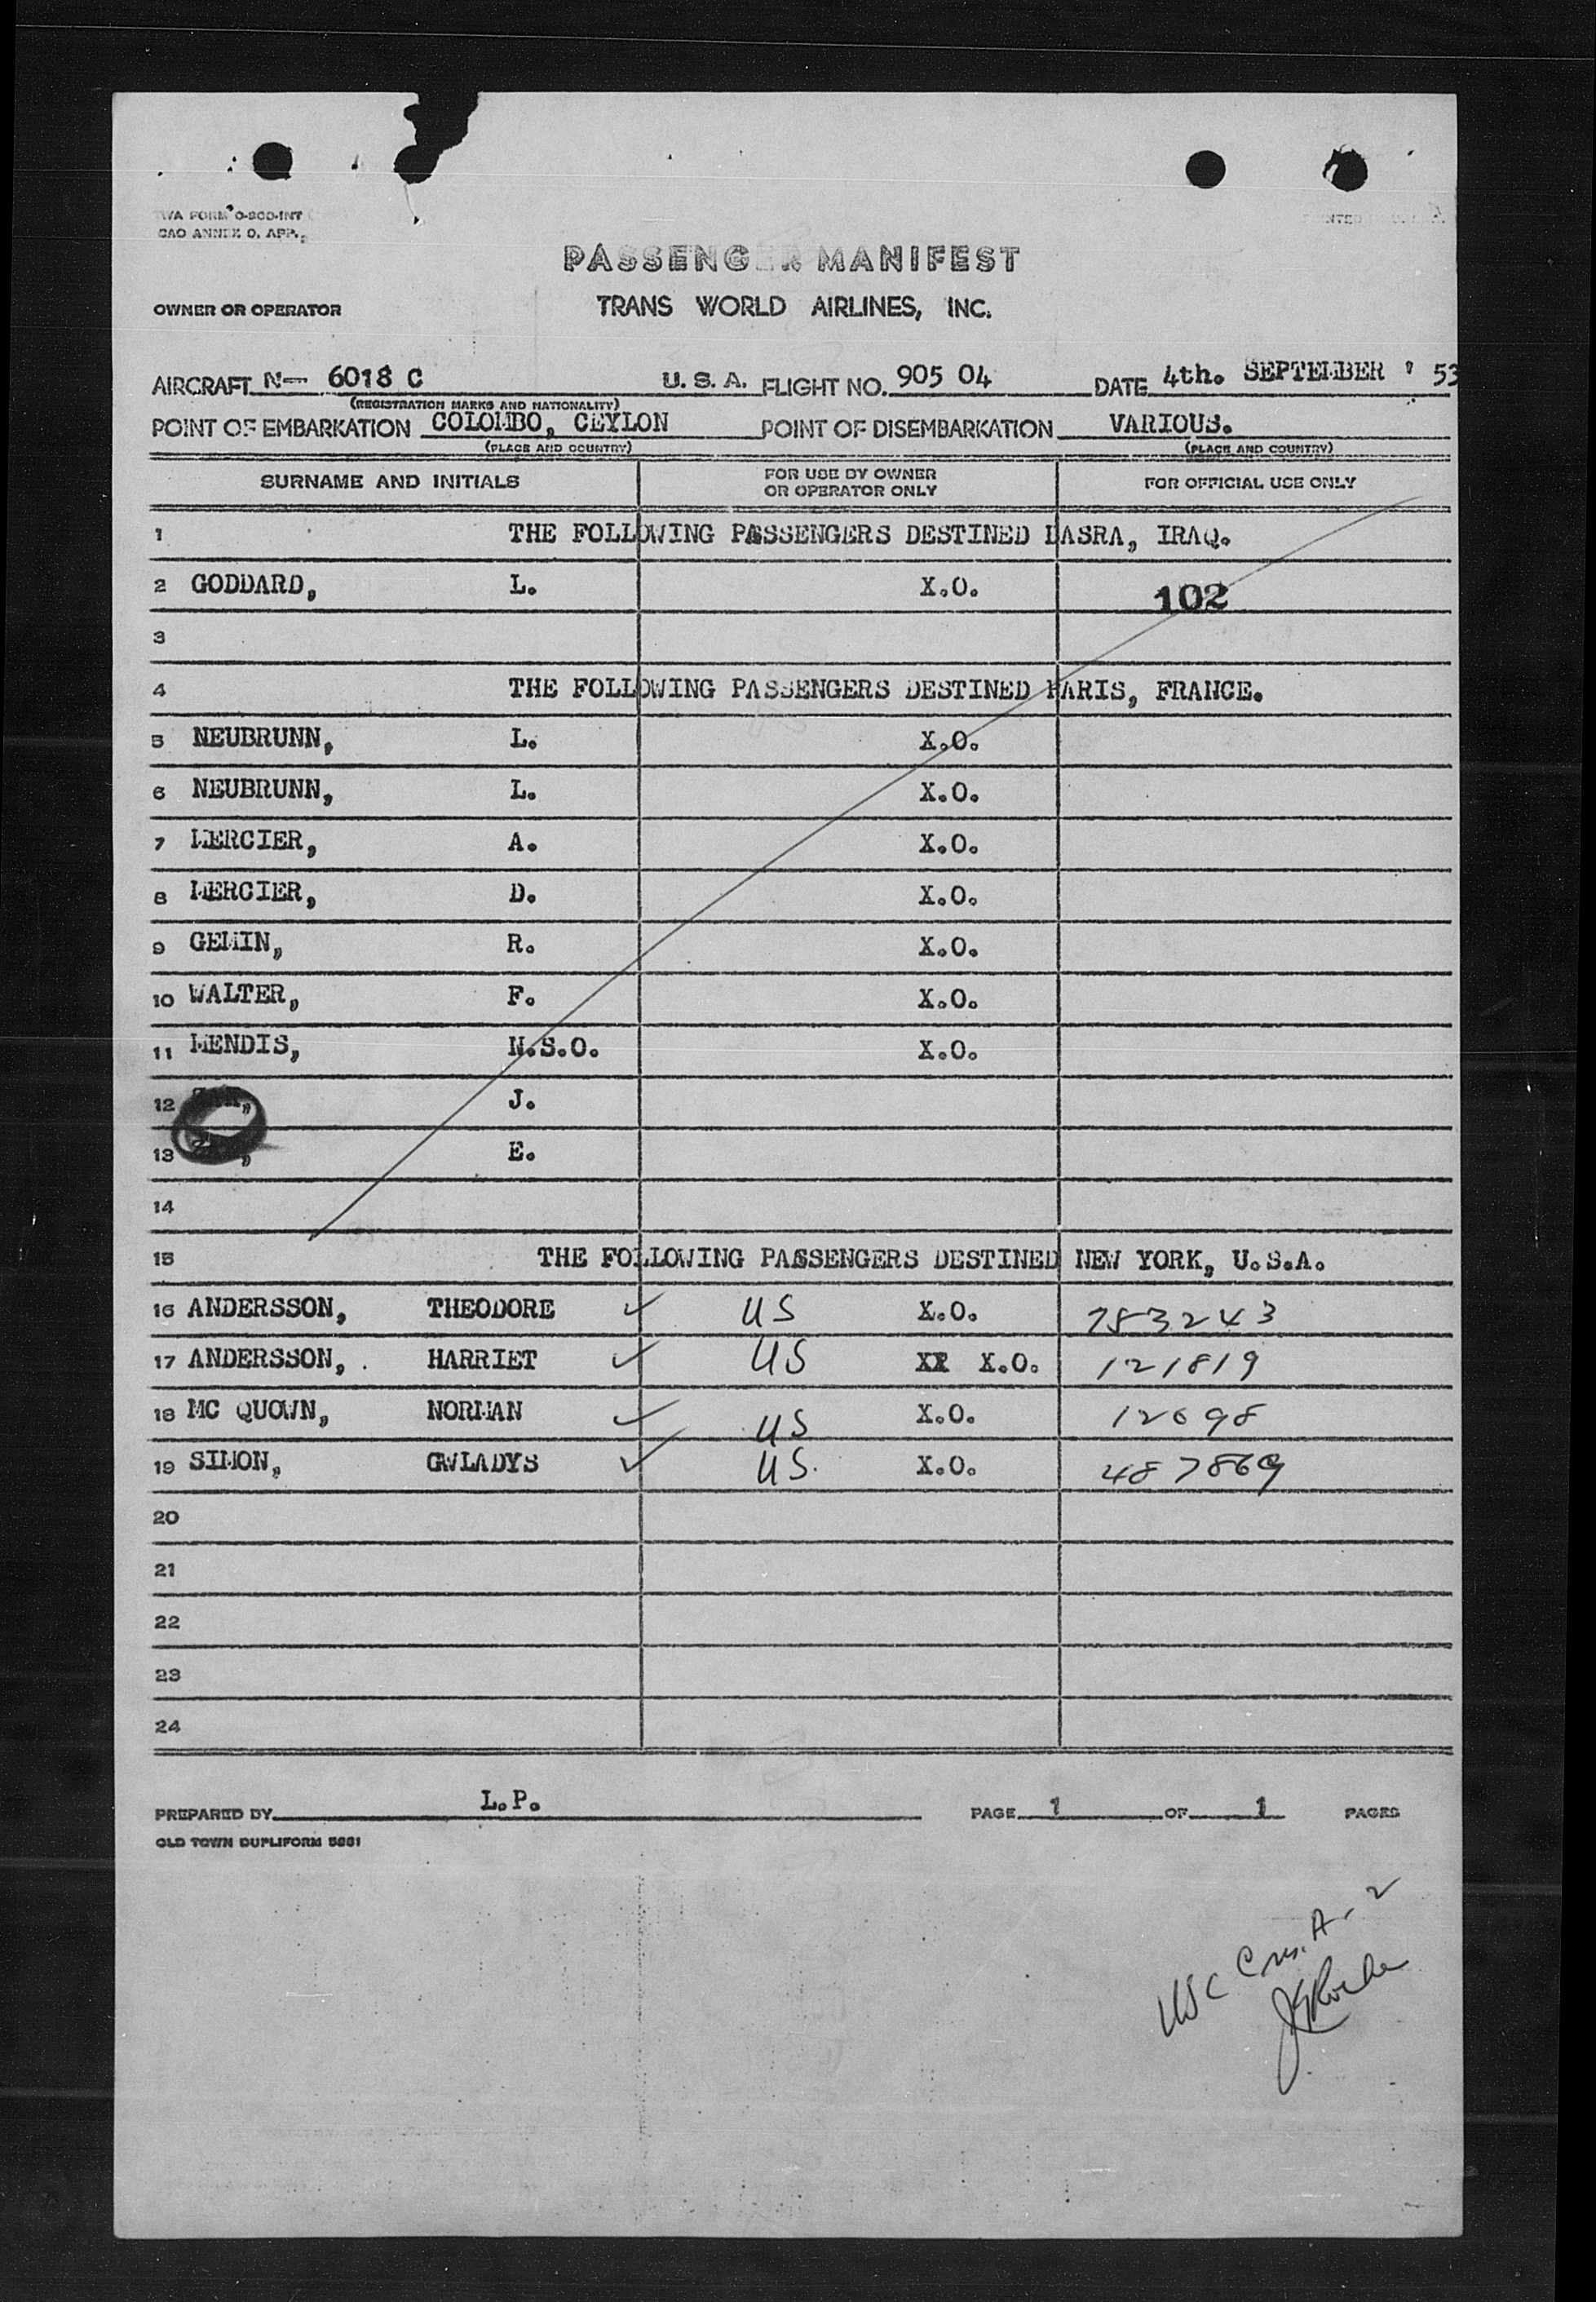 TWA FORM O-90D-INT
CAO ANNEX 9, APP.
PASSENGER MANIFEST
OWNER OR OPERATOR TRANS WORLD AIRLINES, INC.
AIRCRAFT N— 6018 C U. S. A. FLIGHT NO. 905 04 DATE 4th. SEPTEMBER ' 53
(REGISTRATION MARKS AND NATIONALITY)
POINT OF EMBARKATION COLOMBO, CEYLON POINT OF DISEMBARKATION VARIOUS.
(PLACE AND COUNTRY) (PLACE AND COUNTRY)
SURNAME AND INITIALS FOR USE BY OWNER OR OPERATOR ONLY FOR OFFICIAL USE ONLY
1 THE FOLLOWING PASSENGERS DESTINED BASRA, IRAQ.
2 GODDARD, L. X.O. 102
3
4 THE FOLLOWING PASSENGERS DESTINED PARIS, FRANCE.
5 NEUBRUNN, L. X.O.
6 NEUBRUNN, L. X.O.
7 MERCIER, A. X.O.
8 MERCIER, D. X.O.
9 GEMIN, R. X.O.
10 WALTER, F. X.O.
11 MENDIS, N.S.O. X.O.
12 J.
13 E.
14
15 THE FOLLOWING PASSENGERS DESTINED NEW YORK, U.S.A.
16 ANDERSSON, THEODORE ✓ US X.O. 753243
17 ANDERSSON, HARRIET ✓ US XX X.O. 121819
18 MC QUOWN, NORMAN ✓ US X.O. 12698
19 SIMON, GWLADYS ✓ US. X.O. 487869
20
21
22
23
24
PREPARED BY L.P. PAGE 1 OF 1 PAGES
OLD TOWN DUPLIFORM 5861
USC A-2